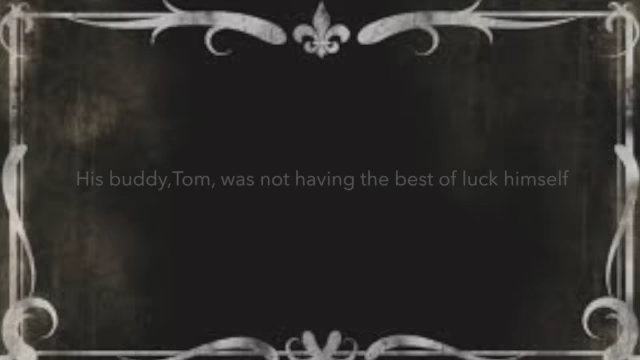 His buddy,Tom, was not having the best of luck himself